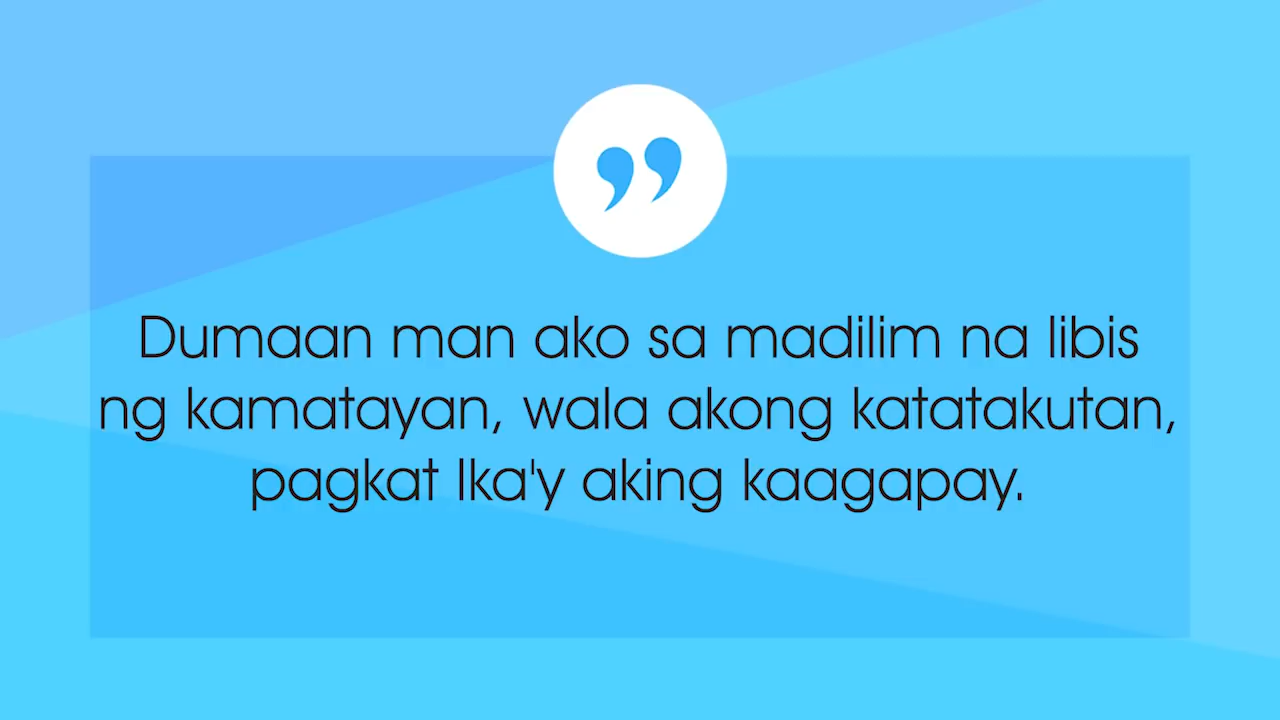 Dumaan man ako sa madilim na libis
ng kamatayan, wala akong katatakutan,
pagkat Ika'y aking kaagapay.